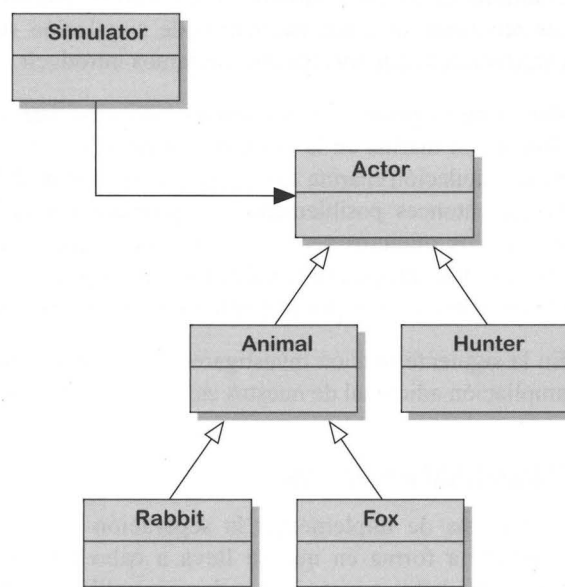 Simulator
Actor
Animal
Hunter
Rabbit
Fox